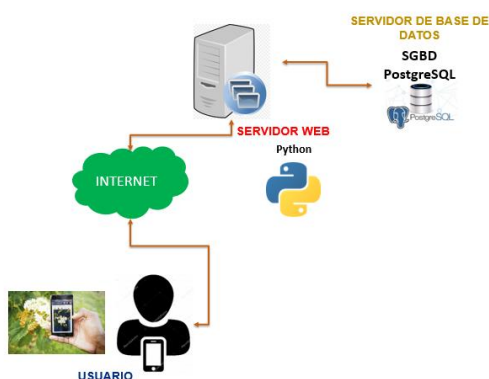 SERVIDOR DE BASE DE
DATOS
SGBD
PostgreSQL
PostgreSQL
SERVIDOR WEB
Python
INTERNET
USUARIO